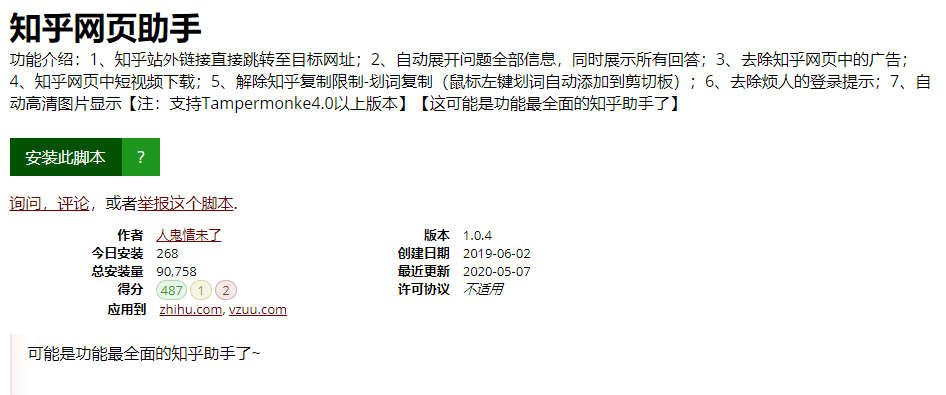 知乎网页助手
功能介绍：1、知乎站外链接直接跳转至目标网址；2、自动展开问题全部信息，同时展示所有回答；3、去除知乎网页中的广告；
4、知乎网页中短视频下载；5、解除知乎复制限制-划词复制（鼠标左键划词自动添加到剪切板）；6、去除烦人的登录提示；7、自
动高清图片显示【注：支持Tampermonke4.0以上版本】【这可能是功能最全面的知乎助手了】
安装此脚本 ?
询问，评论，或者举报这个脚本.
作者 人鬼情未了 版本 1.0.4
今日安装 268 创建日期 2019-06-02
总安装量 90,758 最近更新 2020-05-07
得分 487 1 2 许可协议 不适用
应用到 zhihu.com, vzuu.com
可能是功能最全面的知乎助手了~